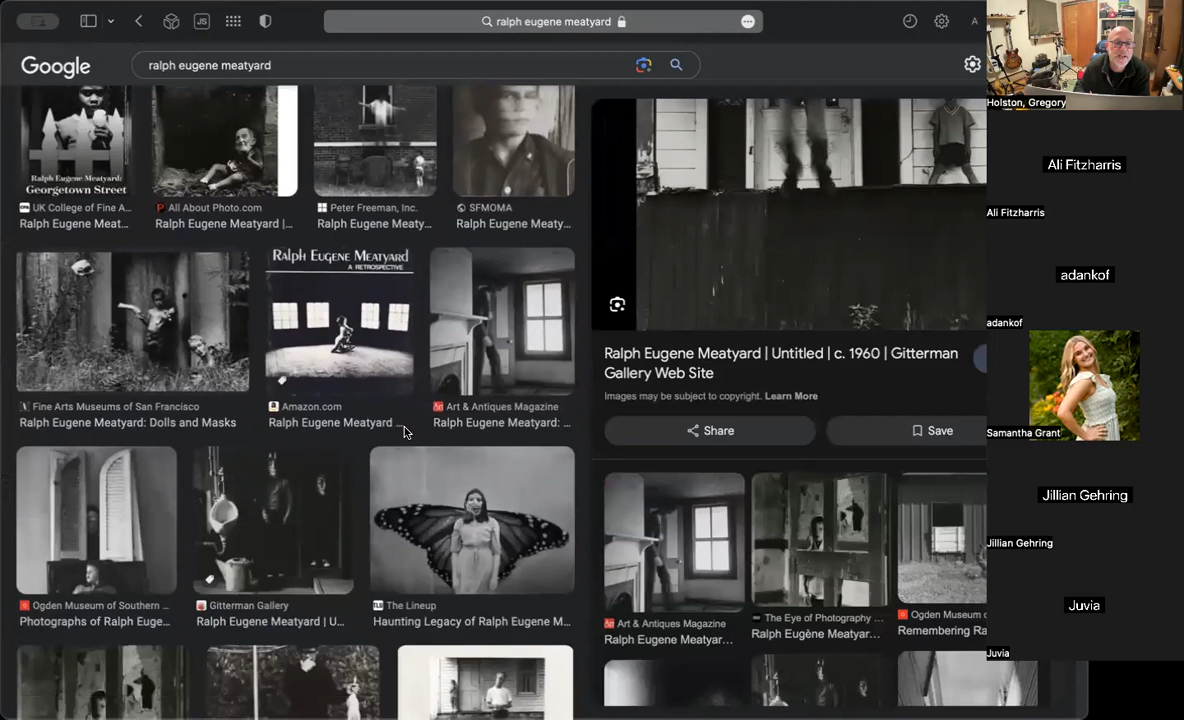 JS
ralph eugene meatyard
A
Google
ralph eugene meatyard
Ralph Eugene Meatyard:
GEORGETOWN STREET
UK College of Fine A...
Ralph Eugene Meat...
All About Photo.com
Ralph Eugene Meatyard |...
Peter Freeman, Inc.
Ralph Eugene Meaty...
SFMOMA
Ralph Eugene Meaty...
RALPH EUGENE MEATYARD
A RETROSPECTIVE
Fine Arts Museums of San Francisco
Ralph Eugene Meatyard: Dolls and Masks
Amazon.com
Ralph Eugene Meatyard ...
Art & Antiques Magazine
Ralph Eugene Meatyard: ...
Ogden Museum of Southern ...
Photographs of Ralph Euge...
Gitterman Gallery
Ralph Eugene Meatyard | U...
The Lineup
Haunting Legacy of Ralph Eugene M...
Ralph Eugene Meatyard | Untitled | c. 1960 | Gitterman
Gallery Web Site
Images may be subject to copyright. Learn More
Share
Save
Art & Antiques Magazine
Ralph Eugene Meatyar...
The Eye of Photography ...
Ralph Eugène Meatyar...
Ogden Museum o
Remembering Ra
Holston, Gregory
Ali Fitzharris
Ali Fitzharris
adankof
adankof
Samantha Grant
Jillian Gehring
Jillian Gehring
Juvia
Juvia